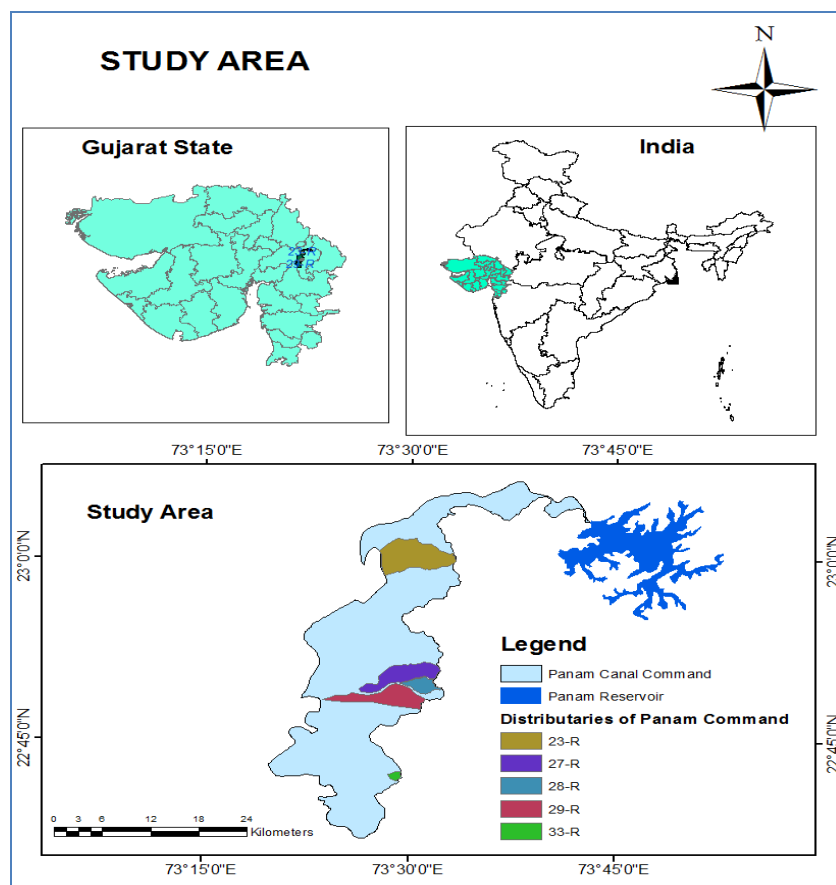 STUDY AREA
N
Gujarat State
India
73°15'0"E 73°30'0"E 73°45'0"E
Study Area
23°0'0"N
23°0'0"N
Legend
Panam Canal Command
Panam Reservoir
Distributaries of Panam Command
23-R
27-R
28-R
29-R
33-R
22°45'0"N
22°45'0"N
0 3 6 12 18 24
Kilometers
73°15'0"E 73°30'0"E 73°45'0"E